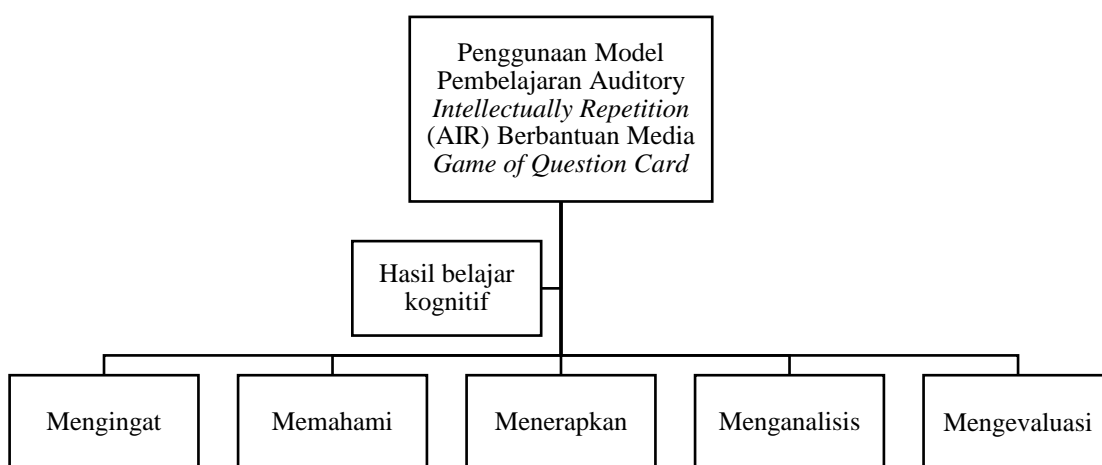 Penggunaan Model
Pembelajaran Auditory
Intellectually Repetition
(AIR) Berbantuan Media
Game of Question Card
Hasil belajar
kognitif
Mengingat
Memahami
Menerapkan
Menganalisis
Mengevaluasi